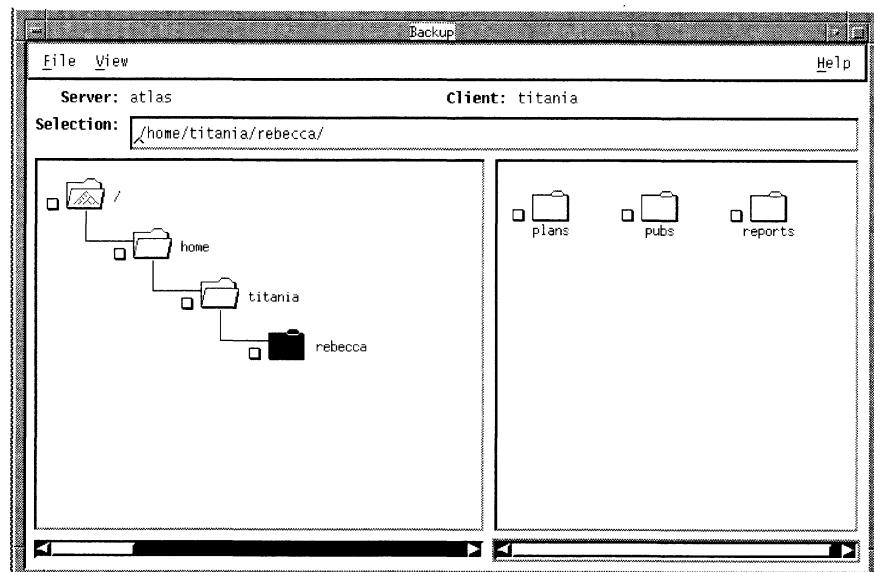 Backup
File View Help
Server: atlas Client: titania
Selection: /home/titania/rebecca/
/
home
titania
rebecca
plans pubs reports